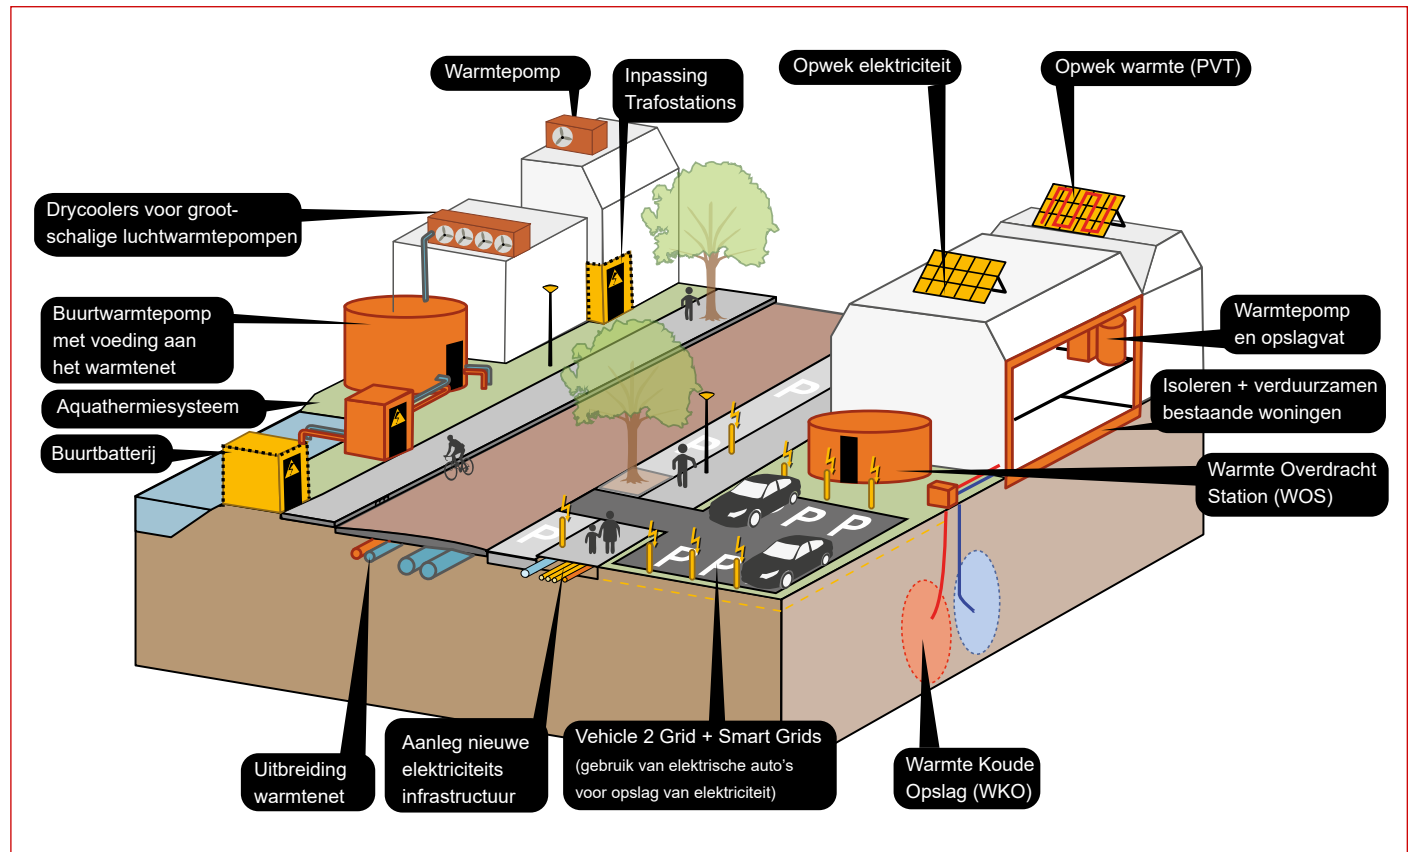 Warmtepomp
Inpassing
Trafostations
Opwek elektriciteit
Opwek warmte (PVT)
Drycoolers voor groot-
schalige luchtwarmtepompen
Buurtwarmtepomp
met voeding aan
het warmtenet
Aquathermiesysteem
Buurtbatterij
Warmtepomp
en opslagvat
Isoleren + verduurzamen
bestaande woningen
Warmte Overdracht
Station (WOS)
P
P
P
P
P
P
P
Uitbreiding
warmtenet
Aanleg nieuwe
elektriciteits
infrastructuur
Vehicle 2 Grid + Smart Grids
(gebruik van elektrische auto's
voor opslag van elektriciteit)
Warmte Koude
Opslag (WKO)